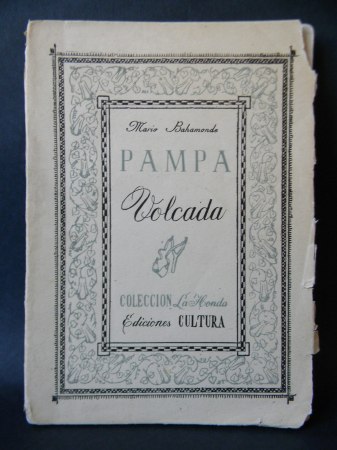 Mario Bahamonde
PAMPA
Volcada
COLECCION La Honda
Ediciones CULTURA